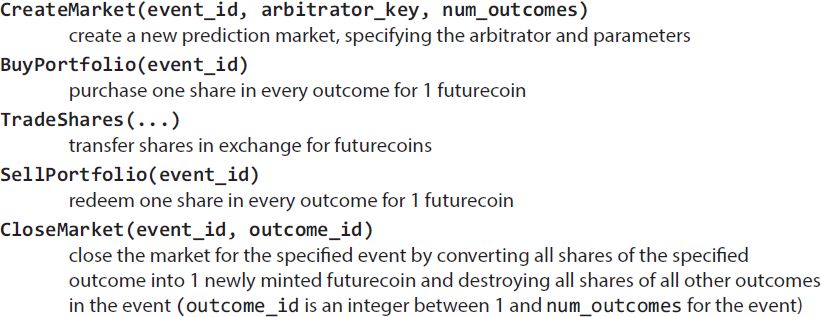 CreateMarket(event_id, arbitrator_key, num_outcomes)
create a new prediction market, specifying the arbitrator and parameters
BuyPortfolio(event_id)
purchase one share in every outcome for 1 futurecoin
TradeShares(...)
transfer shares in exchange for futurecoins
SellPortfolio(event_id)
redeem one share in every outcome for 1 futurecoin
CloseMarket(event_id, outcome_id)
close the market for the specified event by converting all shares of the specified
outcome into 1 newly minted futurecoin and destroying all shares of all other outcomes
in the event (outcome_id is an integer between 1 and num_outcomes for the event)